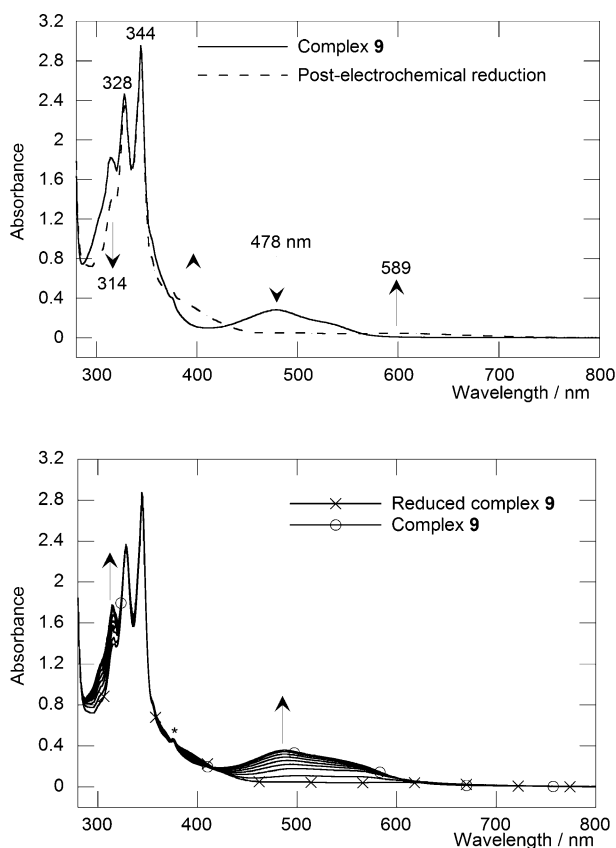 3.2
2.8
2.4
2.0
1.6
1.2
0.8
0.4
0
Absorbance
344
328
314
478 nm
589
Complex 9
Post-electrochemical reduction
300 400 500 600 700 800
Wavelength / nm
3.2
2.8
2.4
2.0
1.6
1.2
0.8
0.4
0
Absorbance
Reduced complex 9
Complex 9
*
300 400 500 600 700 800
Wavelength / nm